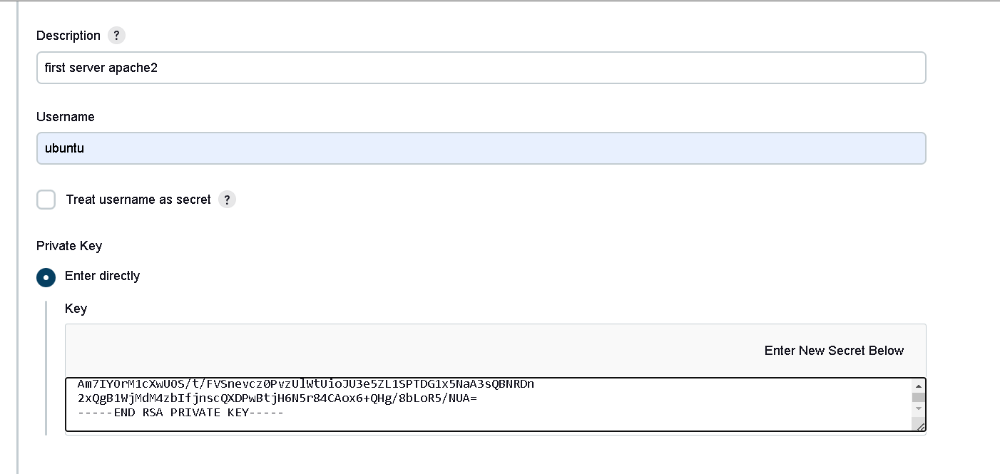 Description ?
first server apache2
Username
ubuntu
Treat username as secret ?
Private Key
Enter directly
Key
Enter New Secret Below
Am7IYOrM1cXwUOS/t/FVSnevcz0PvzUlWtUioJU3e5ZL1SPTDG1x5NaA3sQBNRDn
2xQgB1WjMdM4zbIfjnscQXDPwBtjH6N5r84CAox6+QHg/8bLoR5/NUA=
-----END RSA PRIVATE KEY-----